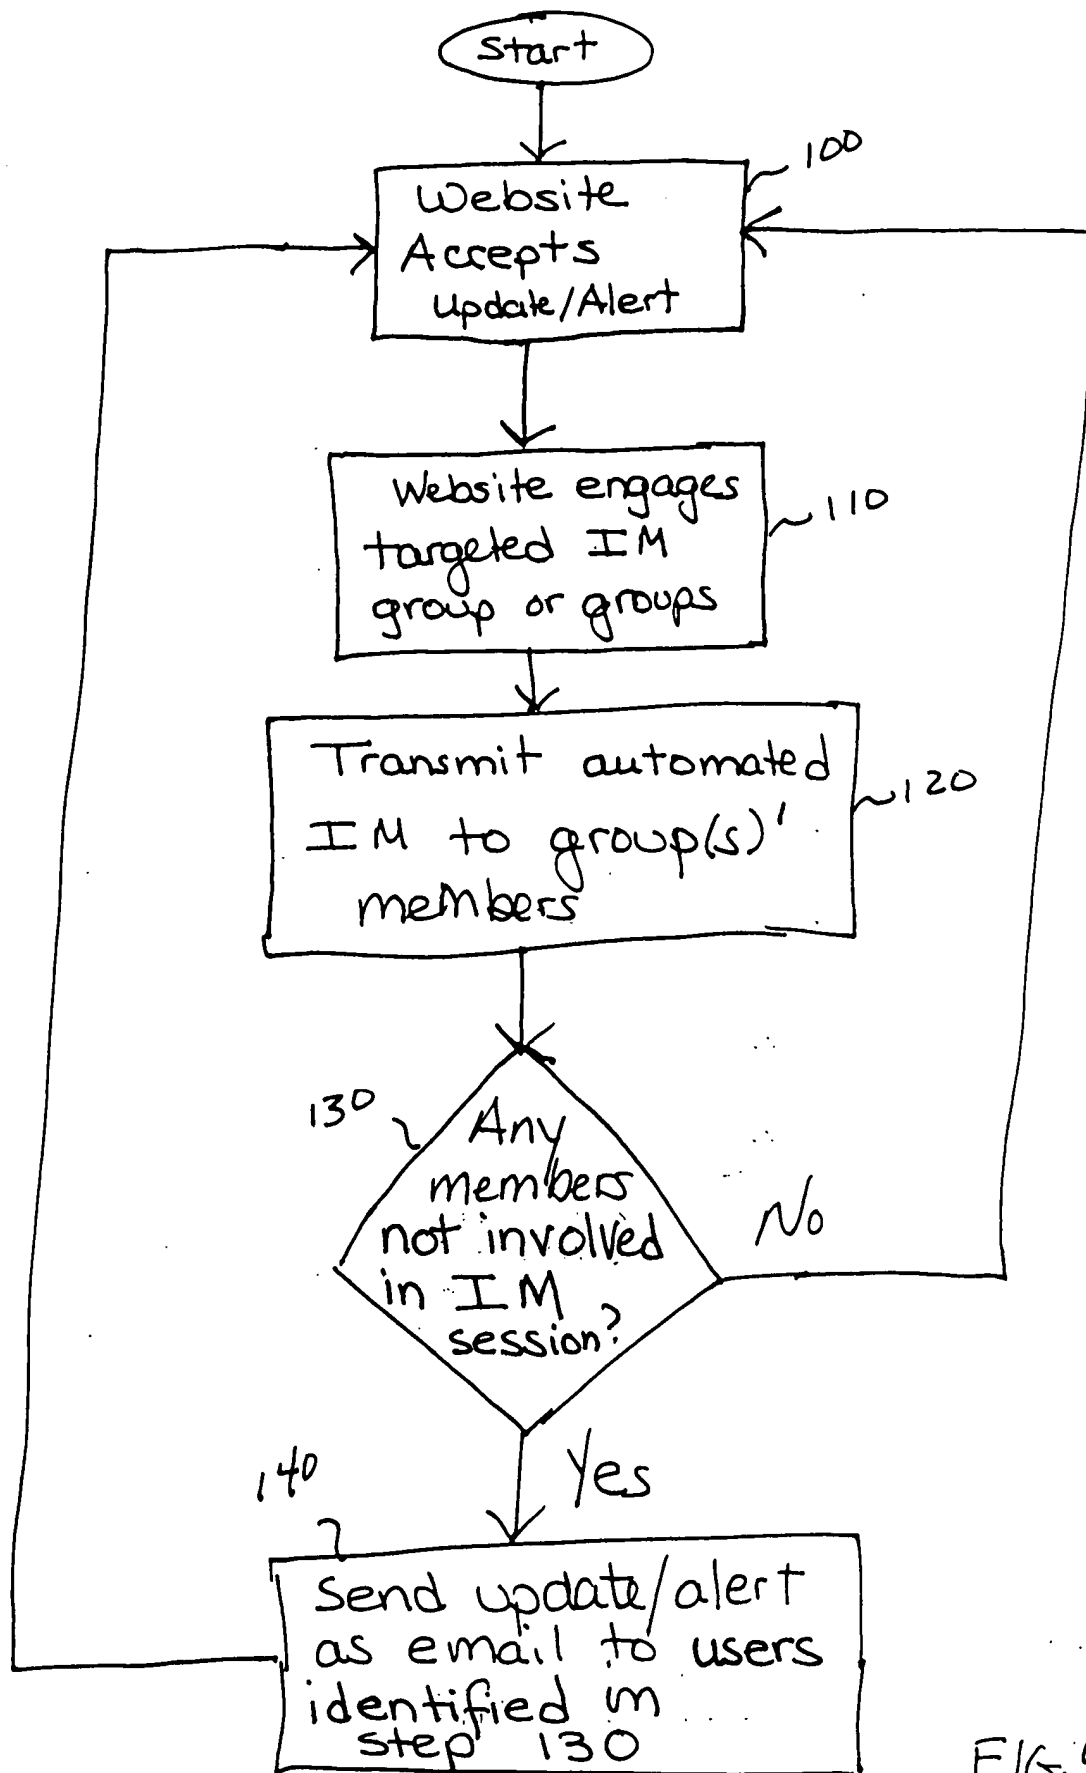 Start
100
Website
Accepts
Update/Alert
Website engages
targeted IM
group or groups
110
Transmit automated
IM to group(s)'
members
120
130
Any
members
not involved
in IM
session?
No
Yes
140
Send update/alert
as email to users
identified in
step 130
FIG.